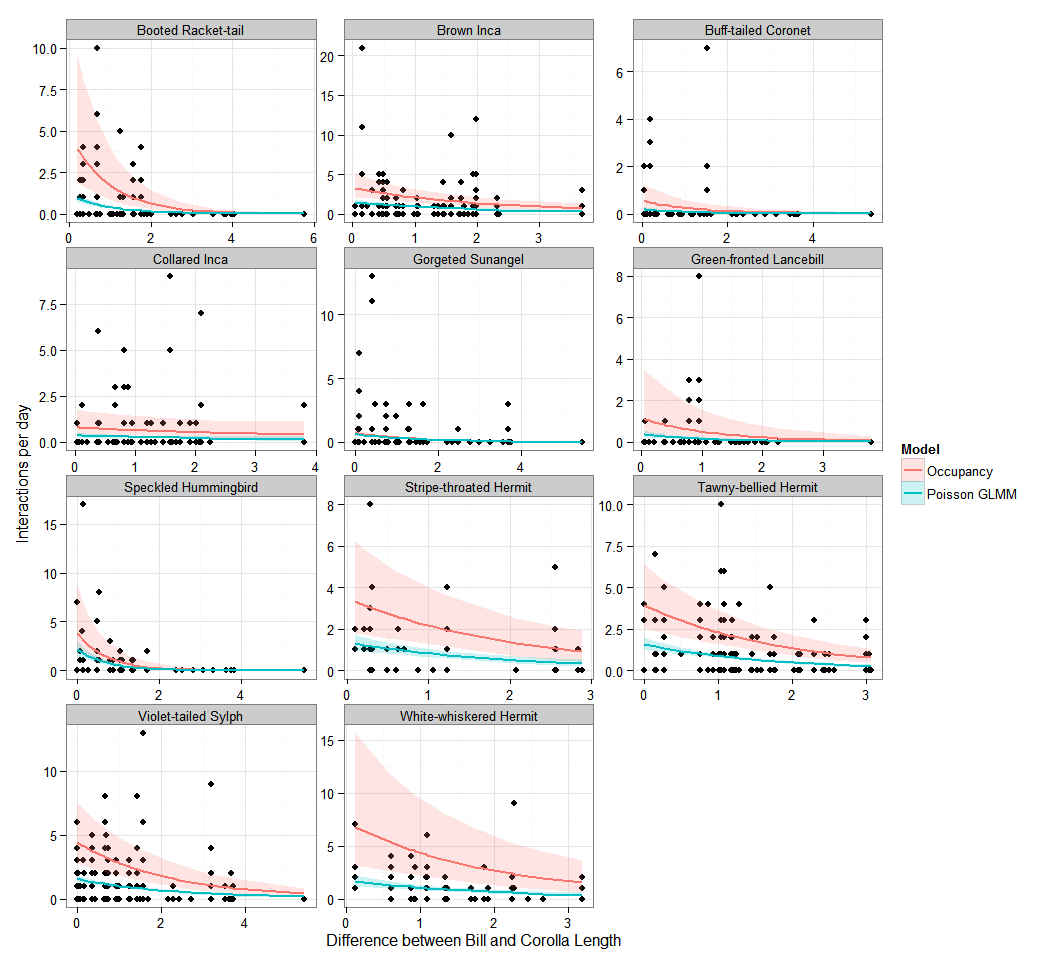 Booted Racket-tail Brown Inca Buff-tailed Coronet
10.0 7.5 5.0 2.5 0.0
20 15 10 5 0
6 4 2 0
0 2 4 6 0 1 2 3 0 2 4
Collared Inca Gorgeted Sunangel Green-fronted Lancebill
7.5 5.0 2.5 0.0
10 5 0
8 6 4 2 0
0 1 2 3 4 0 2 4 0 1 2 3
Speckled Hummingbird Stripe-throated Hermit Tawny-bellied Hermit
15 10 5 0
8 6 4 2 0
10.0 7.5 5.0 2.5 0.0
0 2 4 0 1 2 3 0 1 2 3
Violet-tailed Sylph White-whiskered Hermit
10 5 0
15 10 5 0
0 1 2 3 4 5 0 1 2 3
Interactions per day
Difference between Bill and Corolla Length
Model
Occupancy
Poisson GLMM